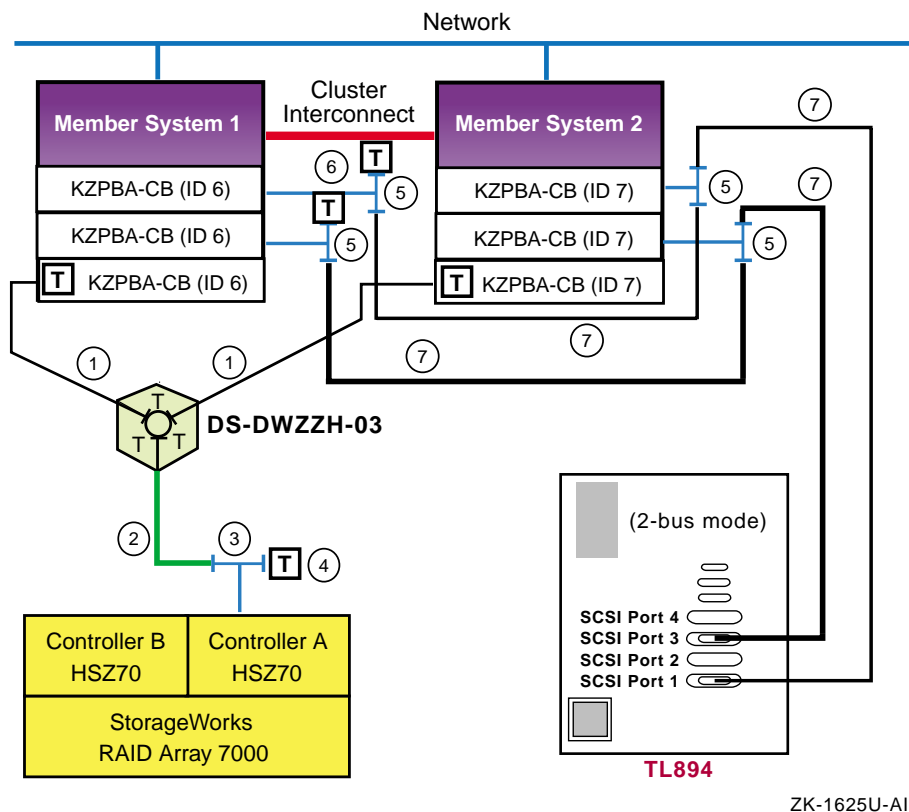 Network
Cluster
Interconnect
7
Member System 1
Member System 2
T
6
KZPBA-CB (ID 6)
5
KZPBA-CB (ID 7)
5
7
T
KZPBA-CB (ID 6)
5
KZPBA-CB (ID 7)
5
T KZPBA-CB (ID 6)
T KZPBA-CB (ID 7)
7
7
1
1
T
T T
DS-DWZZH-03
2
3
T 4
(2-bus mode)
SCSI Port 4
SCSI Port 3
SCSI Port 2
SCSI Port 1
Controller B
HSZ70
Controller A
HSZ70
StorageWorks
RAID Array 7000
TL894
ZK-1625U-AI